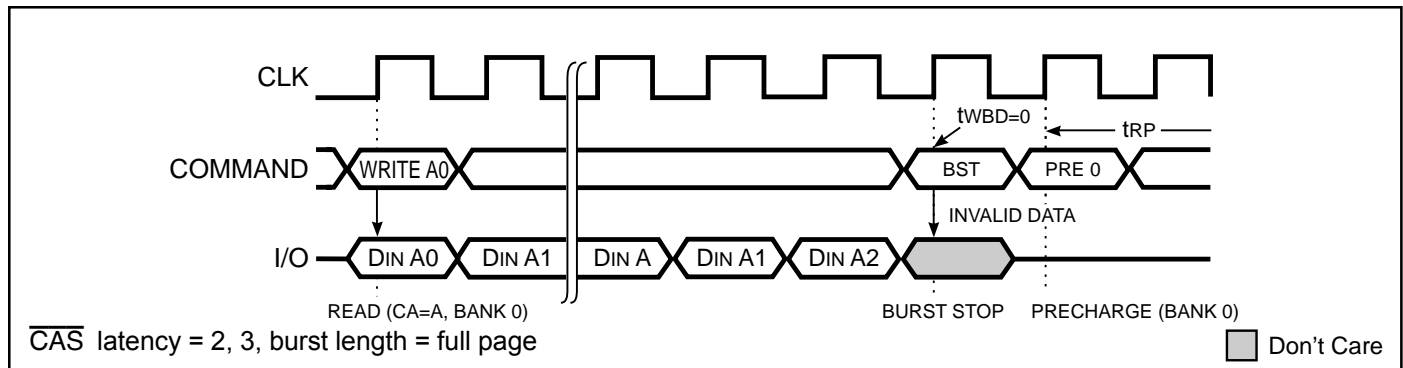 CLK
tWBD=0
tRP
COMMAND WRITE A0 BST PRE 0
INVALID DATA
I/O DIN A0 DIN A1 DIN A DIN A1 DIN A2
READ (CA=A, BANK 0) BURST STOP PRECHARGE (BANK 0)
CAS latency = 2, 3, burst length = full page
Don't Care